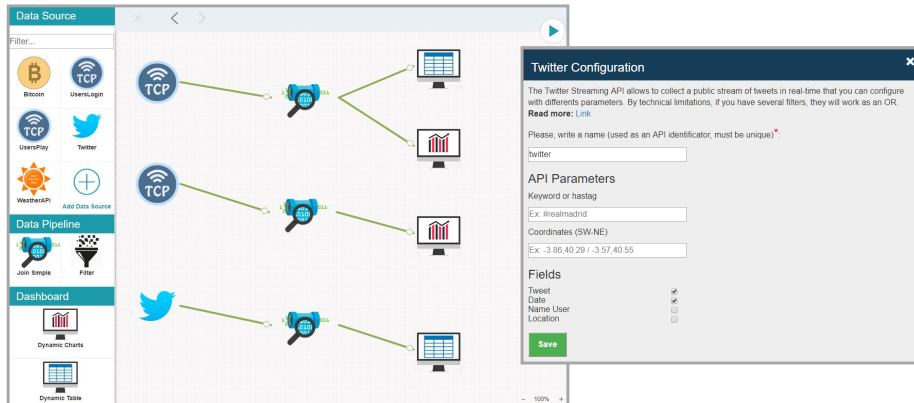 Data Source
Filter...
Bitcoin
TCP
UsersLogin
TCP
UsersPlay
Twitter
WeatherAPI
Add Data Source
Data Pipeline
Join Simple
Filter
Dashboard
Dynamic Charts
Dynamic Table
TCP
TCP
- 100% +
Twitter Configuration
The Twitter Streaming API allows to collect a public stream of tweets in real-time that you can configure
with differents parameters. By technical limitations, if you have several filters, they will work as an OR.
Read more: Link
Please, write a name (used as an API identificator, must be unique)*:
twitter
API Parameters
Keyword or hastag
Ex: #realmadrid
Coordinates (SW-NE)
Ex: -3.86,40.29 / -3.57,40.55
Fields
Tweet
Date
Name User
Location
Save